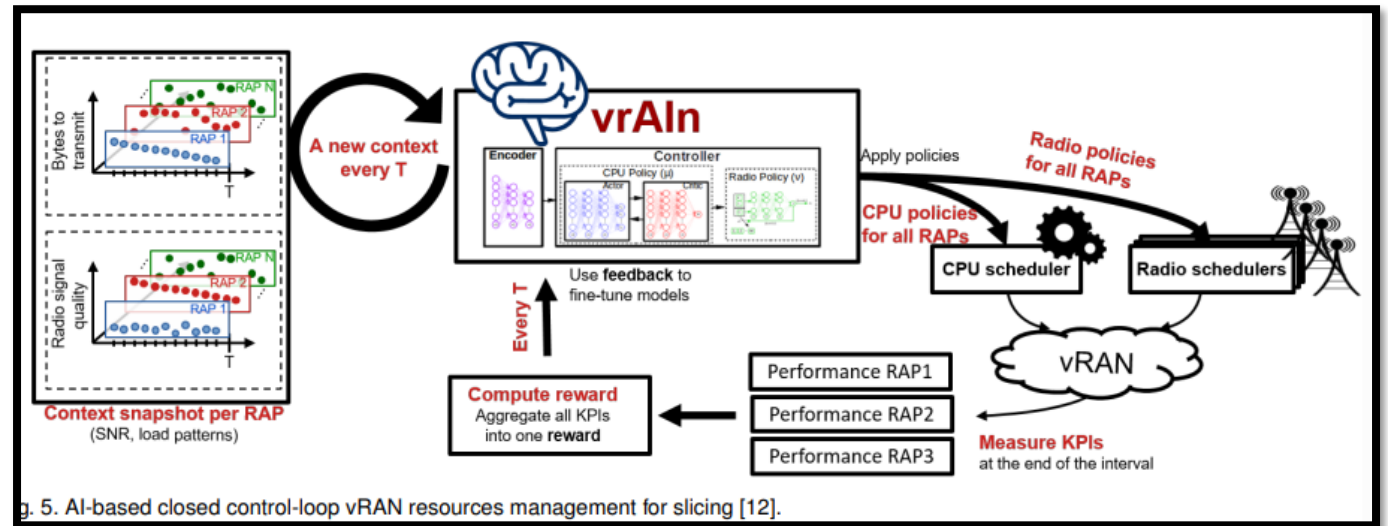 Bytes to
transmit
RAP N
RAP 2
RAP 1
T
Radio signal
quality
RAP N
RAP 2
RAP 1
T
Context snapshot per RAP
(SNR, load patterns)
A new context
every T
vrAIn
Encoder
Controller
CPU Policy (μ)
Actor
Critic
Radio Policy (ν)
Use feedback to
fine-tune models
Apply policies
Radio policies
for all RAPs
CPU policies
for all RAPs
CPU scheduler
Radio schedulers
vRAN
Every T
Compute reward
Aggregate all KPIs
into one reward
Performance RAP1
Performance RAP2
Performance RAP3
Measure KPIs
at the end of the interval
g. 5. AI-based closed control-loop vRAN resources management for slicing [12].